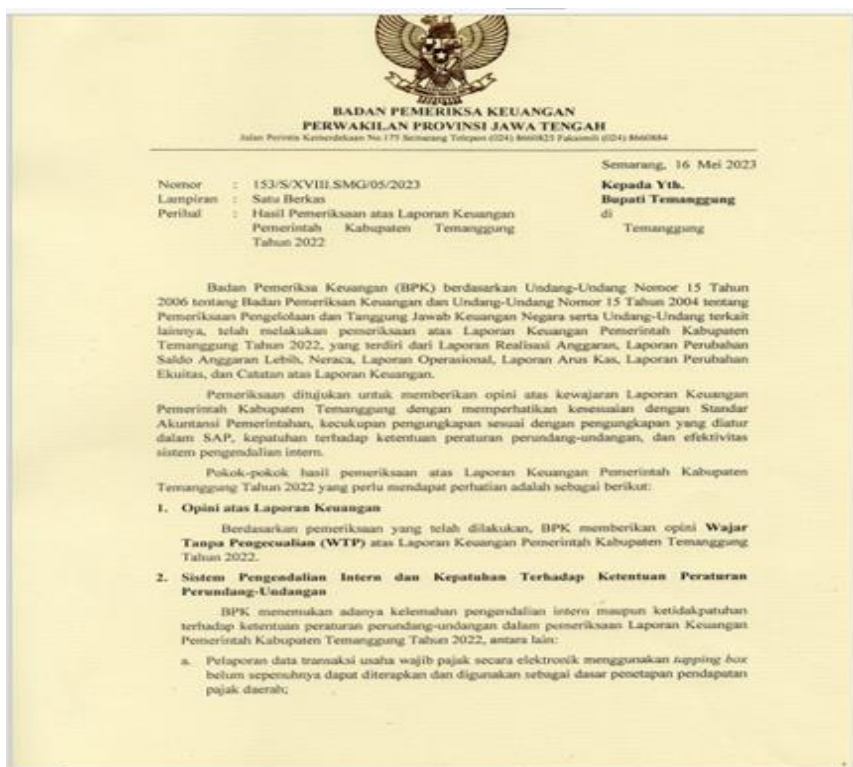 BADAN PEMERIKSA KEUANGAN
PERWAKILAN PROVINSI JAWA TENGAH
Jalan Perintis Kemerdekaan No.175 Semarang Telepon (024) 8660825 Faksimili (024) 8660884
Semarang, 16 Mei 2023
Nomor : 153/S/XVIII.SMG/05/2023
Lampiran : Satu Berkas
Perihal : Hasil Pemeriksaan atas Laporan Keuangan
Pemerintah Kabupaten Temanggung
Tahun 2022
Kepada Yth.
Bupati Temanggung
di
Temanggung
Badan Pemeriksa Keuangan (BPK) berdasarkan Undang-Undang Nomor 15 Tahun
2006 tentang Badan Pemeriksan Keuangan dan Undang-Undang Nomor 15 Tahun 2004 tentang
Pemeriksaan Pengelolaan dan Tanggung Jawab Keuangan Negara serta Undang-Undang terkait
lainnya, telah melakukan pemeriksaan atas Laporan Keuangan Pemerintah Kabupaten
Temanggung Tahun 2022, yang terdiri dari Laporan Realisasi Anggaran, Laporan Perubahan
Saldo Anggaran Lebih, Neraca, Laporan Operasional, Laporan Arus Kas, Laporan Perubahan
Ekuitas, dan Catatan atas Laporan Keuangan.
Pemeriksaan ditujukan untuk memberikan opini atas kewajaran Laporan Keuangan
Pemerintah Kabupaten Temanggung dengan memperhatikan kesesuaian dengan Standar
Akuntansi Pemerintahan, kecukupan pengungkapan sesuai dengan pengungkapan yang diatur
dalam SAP, kepatuhan terhadap ketentuan peraturan perundang-undangan, dan efektivitas
sistem pengendalian intern.
Pokok-pokok hasil pemeriksaan atas Laporan Keuangan Pemerintah Kabupaten
Temanggung Tahun 2022 yang perlu mendapat perhatian adalah sebagai berikut:
1. Opini atas Laporan Keuangan
Berdasarkan pemeriksaan yang telah dilakukan, BPK memberikan opini Wajar
Tanpa Pengecualian (WTP) atas Laporan Keuangan Pemerintah Kabupaten Temanggung
Tahun 2022.
2. Sistem Pengendalian Intern dan Kepatuhan Terhadap Ketentuan Peraturan
Perundang-Undangan
BPK menemukan adanya kelemahan pengendalian intern maupun ketidakpatuhan
terhadap ketentuan peraturan perundang-undangan dalam pemeriksaan Laporan Keuangan
Pemerintah Kabupaten Temanggung Tahun 2022, antara lain:
a. Pelaporan data transaksi usaha wajib pajak secara elektronik menggunakan tapping box
belum sepenuhnya dapat diterapkan dan digunakan sebagai dasar penetapan pendapatan
pajak daerah;